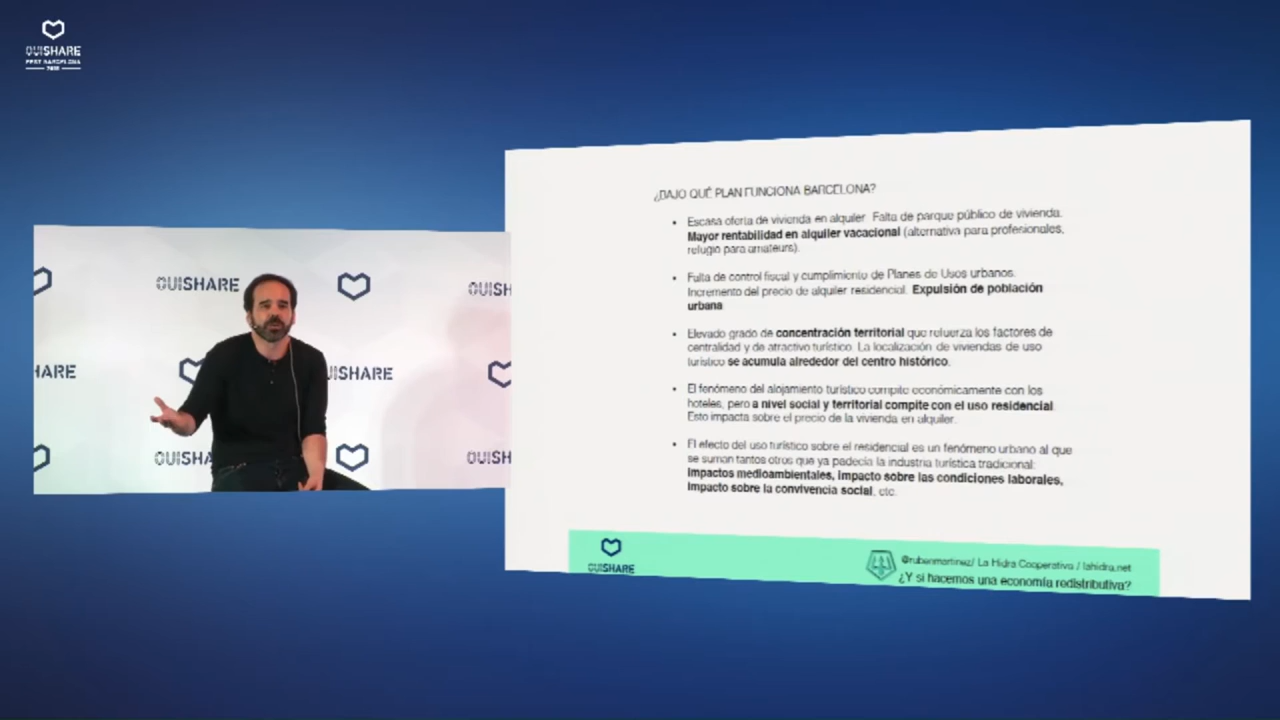 OUISHARE
FEST BARCELONA
OUISHARE
OUISH
HARE
UISHARE
OUISHA
OUISH
¿BAJO QUÉ PLAN FUNCIONA BARCELONA?
• Escasa oferta de vivienda en alquiler. Falta de parque público de vivienda.
Mayor rentabilidad en alquiler vacacional (alternativa para profesionales,
refugio para amateurs).
• Falta de control fiscal y cumplimiento de Planes de Usos urbanos.
Incremento del precio de alquiler residencial. Expulsión de población
urbana
• Elevado grado de concentración territorial que refuerza los factores de
centralidad y de atractivo turístico. La localización de viviendas de uso
turístico se acumula alrededor del centro histórico.
• El fenómeno del alojamiento turístico compite económicamente con los
hoteles, pero a nivel social y territorial compite con el uso residencial.
Esto impacta sobre el precio de la vivienda en alquiler.
• El efecto del uso turístico sobre el residencial es un fenómeno urbano al que
se suman tantos otros que ya padecía la industria turística tradicional:
impactos medioambientales, impacto sobre las condiciones laborales,
impacto sobre la convivencia social, etc.
OUISHARE
@rubenmartinez/ La Hidra Cooperativa / lahidra.net
¿Y si hacemos una economía redistributiva?